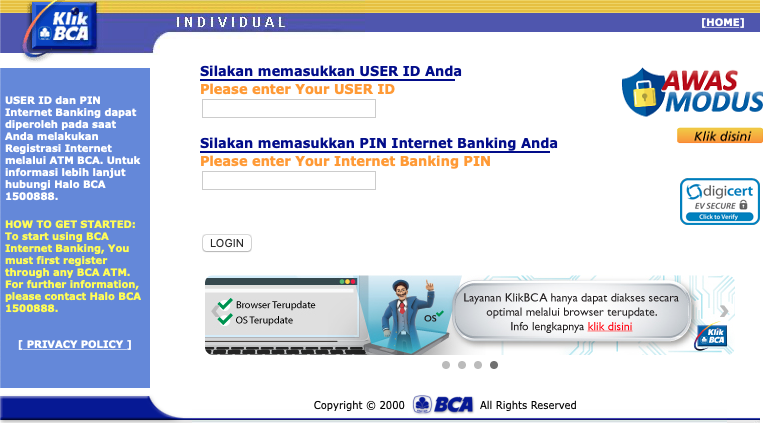 Klik
BCA
INDIVIDUAL
[HOME]
USER ID dan PIN
Internet Banking dapat
diperoleh pada saat
Anda melakukan
Registrasi Internet
melalui ATM BCA. Untuk
informasi lebih lanjut
hubungi Halo BCA
1500888.
HOW TO GET STARTED:
To start using BCA
Internet Banking, You
must first register
through any BCA ATM.
For further information,
please contact Halo BCA
1500888.
[ PRIVACY POLICY ]
Silakan memasukkan USER ID Anda
Please enter Your USER ID
Silakan memasukkan PIN Internet Banking Anda
Please enter Your Internet Banking PIN
LOGIN
AWAS
MODUS
Klik disini
digicert
EV SECURE
Click to Verify
Browser Terupdate
OS Terupdate
OS
Layanan KlikBCA hanya dapat diakses secara
optimal melalui browser terupdate.
Info lengkapnya klik disini
Klik
BCA
Copyright © 2000 BCA All Rights Reserved